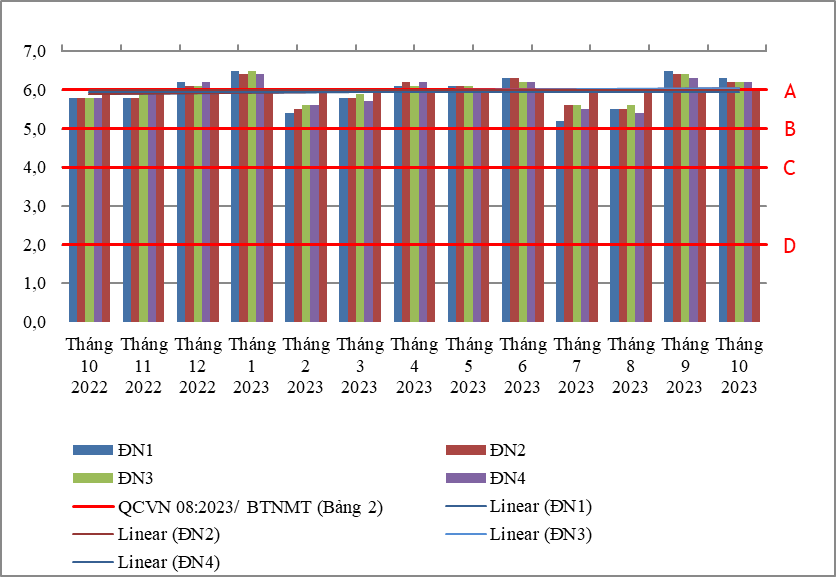 7,0
6,0
A
5,0
B
4,0
C
3,0
2,0
D
1,0
0,0
Tháng Tháng Tháng Tháng Tháng Tháng Tháng Tháng Tháng Tháng Tháng Tháng Tháng
10 11 12 1 2 3 4 5 6 7 8 9 10
2022 2022 2022 2023 2023 2023 2023 2023 2023 2023 2023 2023 2023
ĐN1 ĐN2
ĐN3 ĐN4
QCVN 08:2023/ BTNMT (Bảng 2) Linear (ĐN1)
Linear (ĐN2) Linear (ĐN3)
Linear (ĐN4)